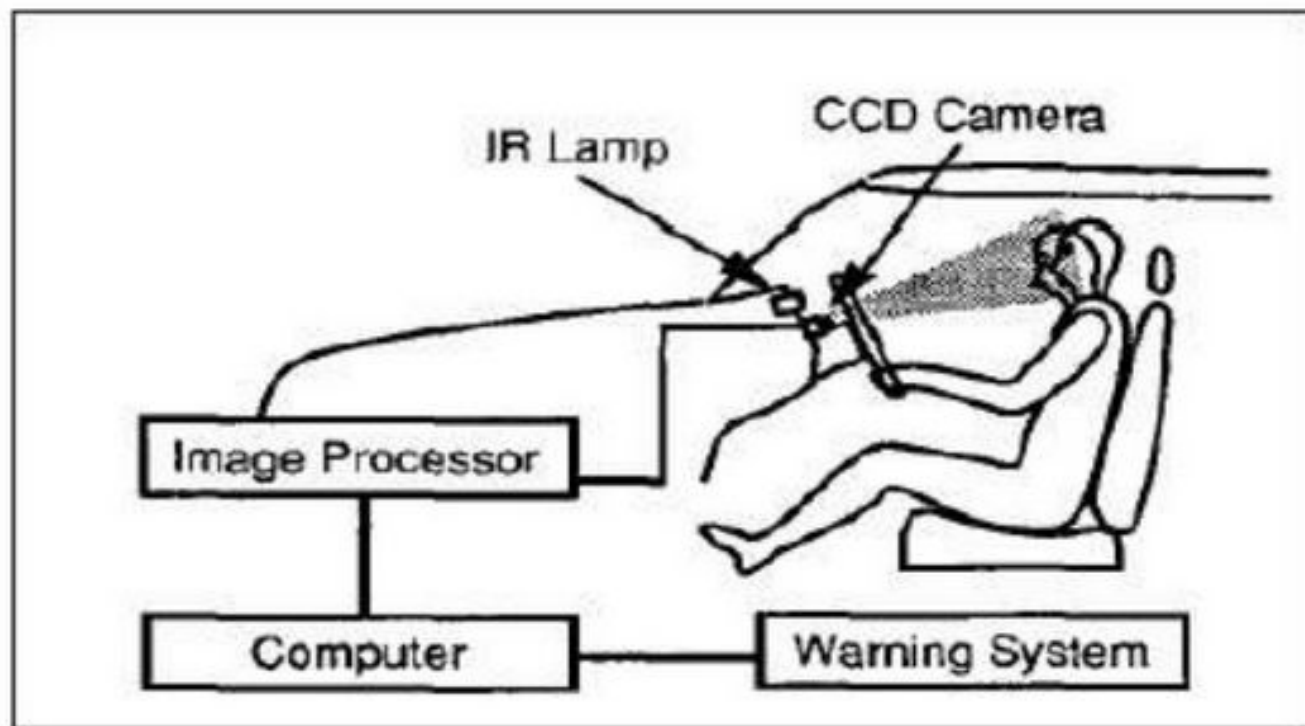 CCD Camera
IR Lamp
Image Processor
Computer
Warning System